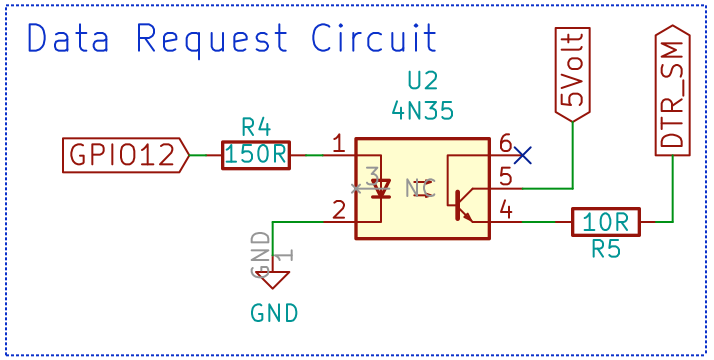 Data Request Circuit
U2
4N35
5Volt
DTR_SM
GPIO12
R4
150R
1
2
3
NC
6
5
4
10R
R5
GND
1
GND